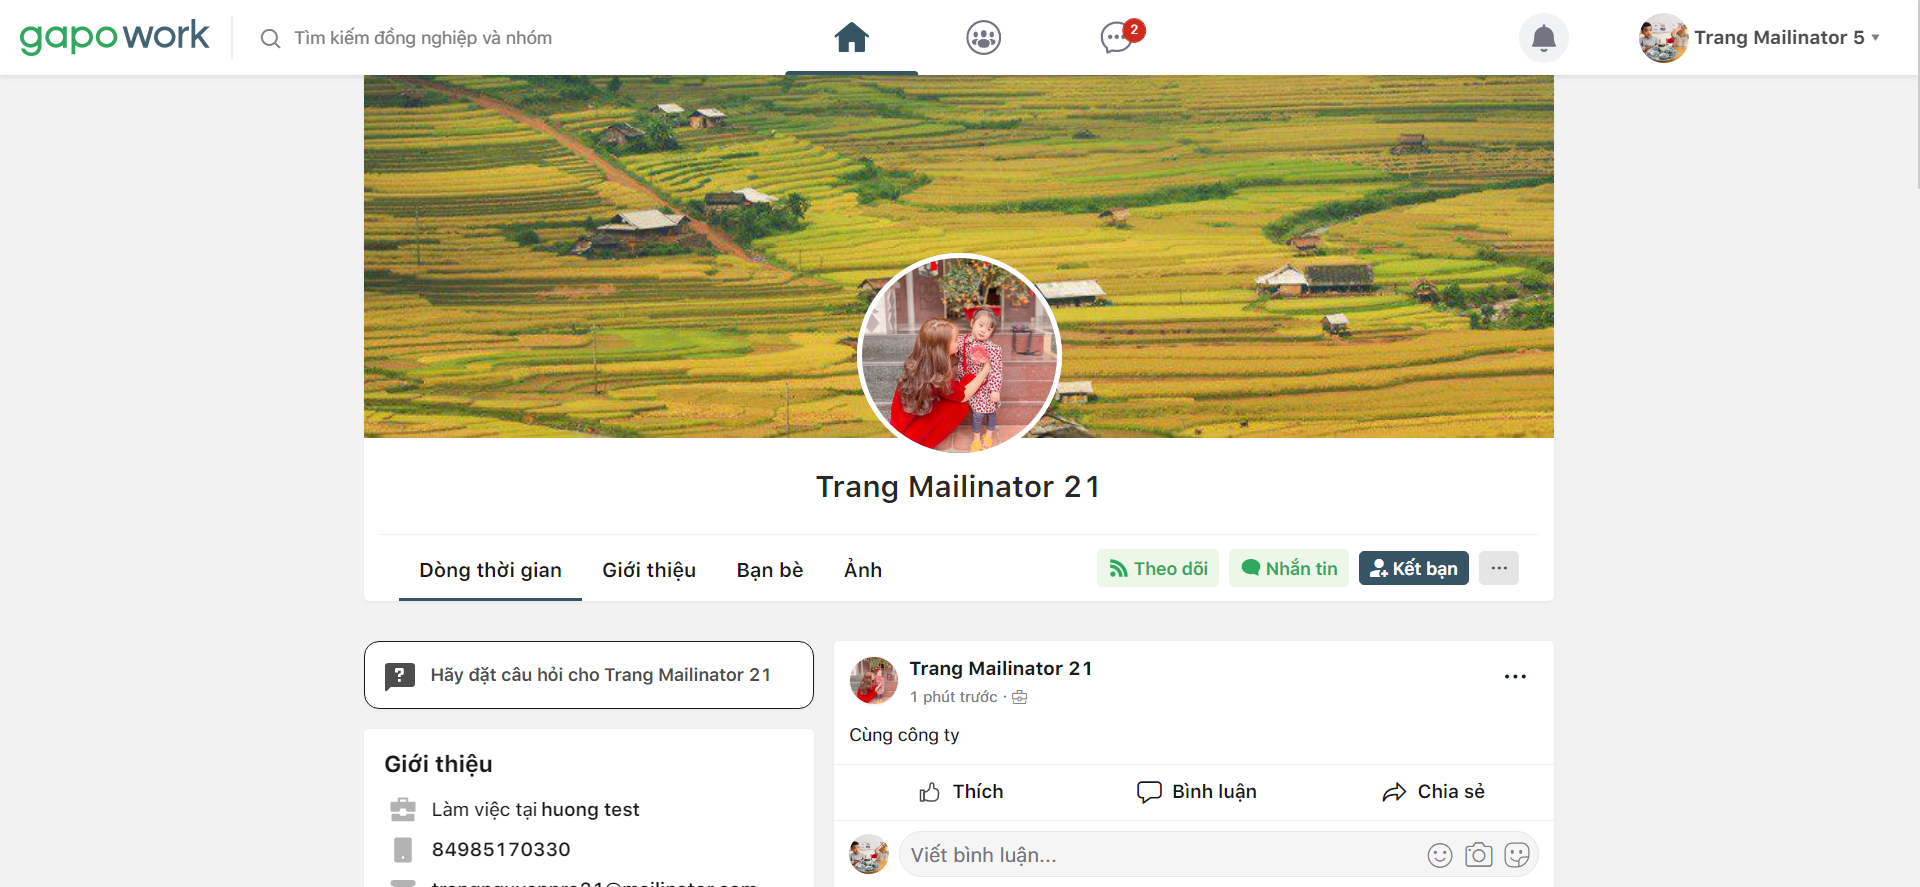 gapowork
Tìm kiếm đồng nghiệp và nhóm
2
Trang Mailinator 5
Trang Mailinator 21
Dòng thời gian
Giới thiệu
Bạn bè
Ảnh
Theo dõi
Nhắn tin
Kết bạn
Hãy đặt câu hỏi cho Trang Mailinator 21
Giới thiệu
Làm việc tại huong test
84985170330
Trang Mailinator 21
1 phút trước ·
Cùng công ty
Thích
Bình luận
Chia sẻ
Viết bình luận...